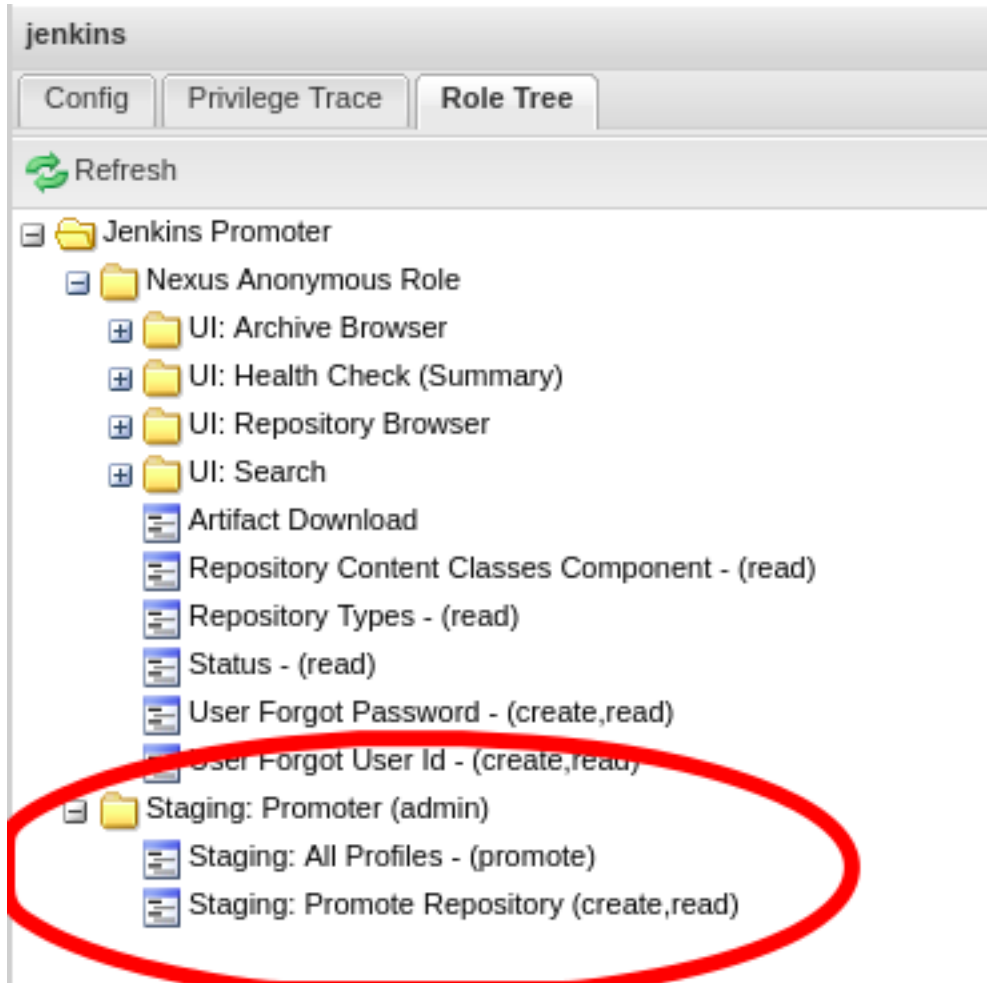 jenkins
Config Privilege Trace Role Tree
Refresh
Jenkins Promoter
Nexus Anonymous Role
UI: Archive Browser
UI: Health Check (Summary)
UI: Repository Browser
UI: Search
Artifact Download
Repository Content Classes Component - (read)
Repository Types - (read)
Status - (read)
User Forgot Password - (create,read)
User Forgot User Id - (create,read)
Staging: Promoter (admin)
Staging: All Profiles - (promote)
Staging: Promote Repository (create,read)